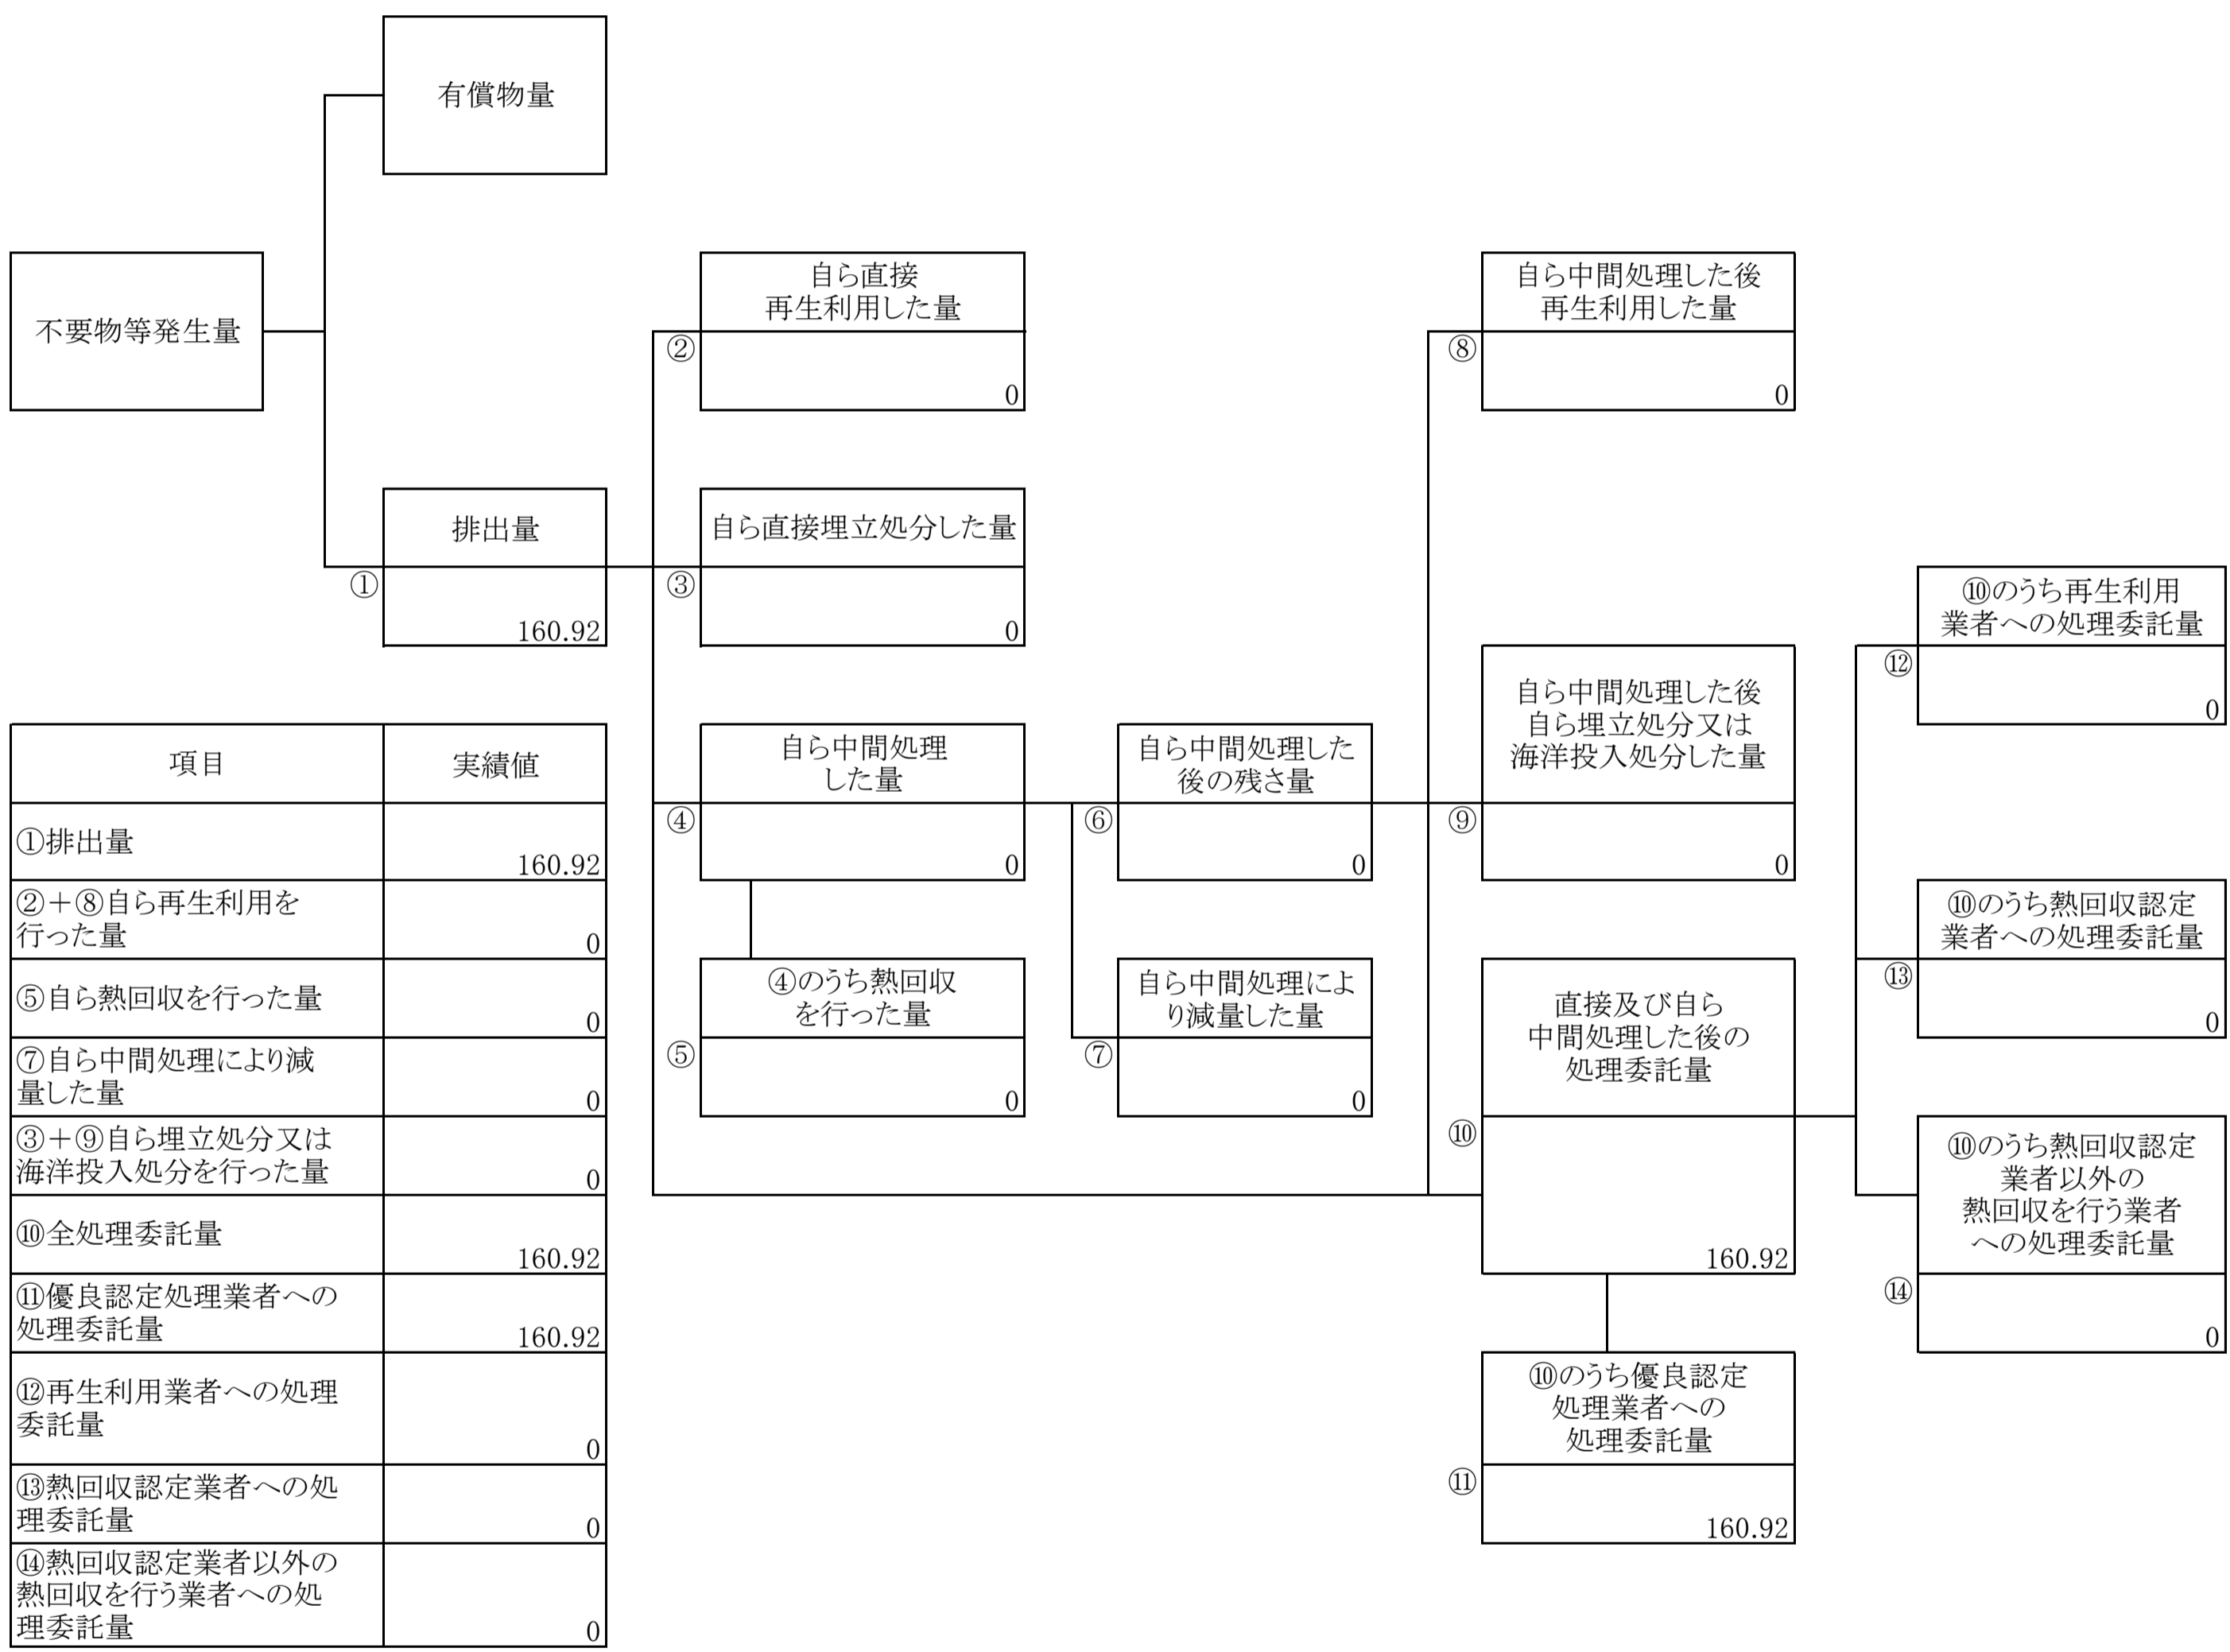 有償物量
不要物等発生量
自ら直接
再生利用した量
②
0
自ら中間処理した後
再生利用した量
⑧
0
排出量
①
160.92
自ら直接埋立処分した量
③
0
⑩のうち再生利用
業者への処理委託量
⑫
0
自ら中間処理
した量
④
0
自ら中間処理した
後の残さ量
⑥
0
自ら中間処理した後
自ら埋立処分又は
海洋投入処分した量
⑨
0
⑩のうち熱回収認定
業者への処理委託量
⑬
0
④のうち熱回収
を行った量
⑤
0
自ら中間処理によ
り減量した量
⑦
0
直接及び自ら
中間処理した後の
処理委託量
⑩
160.92
⑩のうち熱回収認定
業者以外の
熱回収を行う業者
への処理委託量
⑭
0
⑩のうち優良認定
処理業者への
処理委託量
⑪
160.92
項目
実績値
①排出量
160.92
②＋⑧自ら再生利用を
行った量
0
⑤自ら熱回収を行った量
0
⑦自ら中間処理により減
量した量
0
③＋⑨自ら埋立処分又は
海洋投入処分を行った量
0
⑩全処理委託量
160.92
⑪優良認定処理業者への
処理委託量
160.92
⑫再生利用業者への処理
委託量
0
⑬熱回収認定業者への処
理委託量
0
⑭熱回収認定業者以外の
熱回収を行う業者への処
理委託量
0